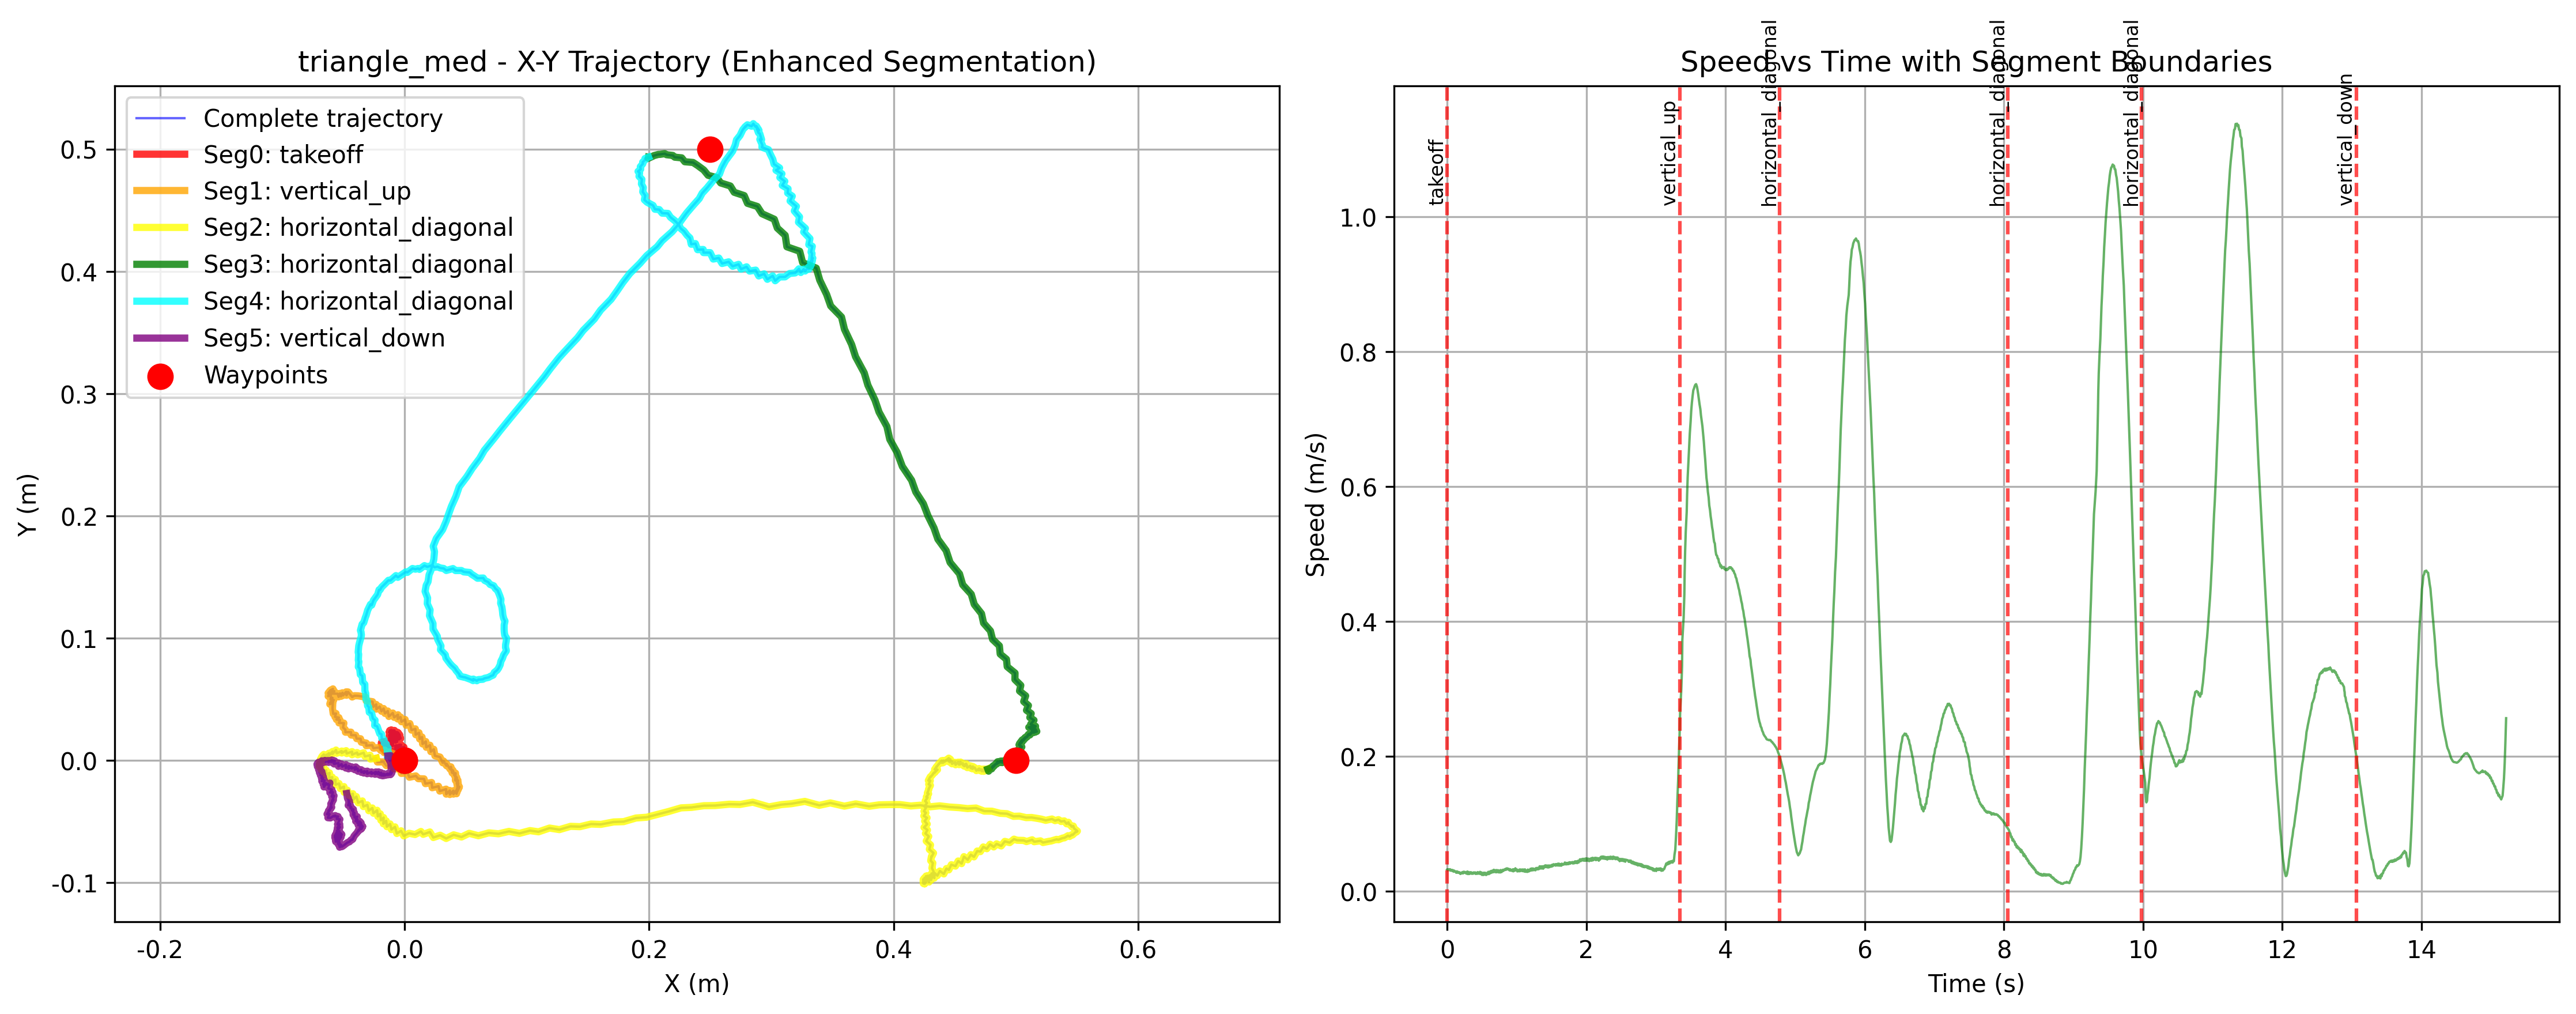 triangle_med - X-Y Trajectory (Enhanced Segmentation)
Complete trajectory
Seg0: takeoff
Seg1: vertical_up
Seg2: horizontal_diagonal
Seg3: horizontal_diagonal
Seg4: horizontal_diagonal
Seg5: vertical_down
Waypoints
Y (m)
0.5
0.4
0.3
0.2
0.1
0.0
-0.1
-0.2
0.0
0.2
0.4
0.6
X (m)
Speed vs Time with Segment Boundaries
takeoff
vertical_up
horizontal_diagonal
horizontal_diagonal
horizontal_diagonal
vertical_down
Speed (m/s)
1.0
0.8
0.6
0.4
0.2
0.0
0
2
4
6
8
10
12
14
Time (s)